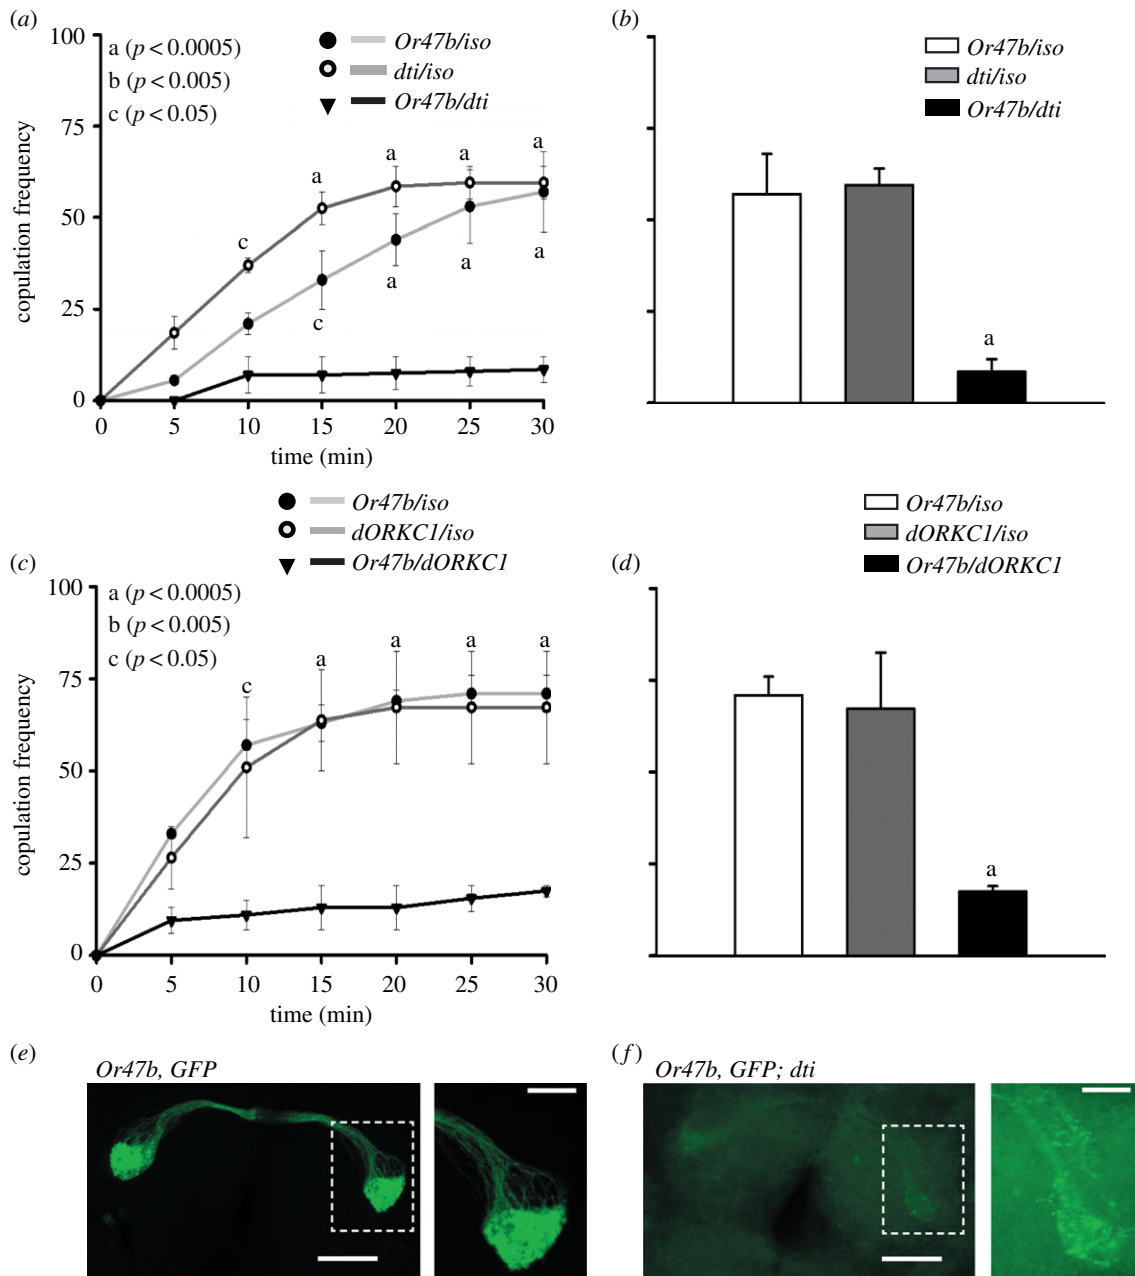 (a)
100
75
50
25
0
copulation frequency
a (p < 0.0005)
b (p < 0.005)
c (p < 0.05)
Or47b/iso
dti/iso
Or47b/dti
c
a
a
a
a
c
a
a
a
0 5 10 15 20 25 30
time (min)
(b)
Or47b/iso
dti/iso
Or47b/dti
a
(c)
Or47b/iso
dORKC1/iso
Or47b/dORKC1
100
75
50
25
0
copulation frequency
a (p < 0.0005)
b (p < 0.005)
c (p < 0.05)
c
a
a
a
a
0 5 10 15 20 25 30
time (min)
(d)
Or47b/iso
dORKC1/iso
Or47b/dORKC1
a
(e)
Or47b, GFP
(f)
Or47b, GFP; dti